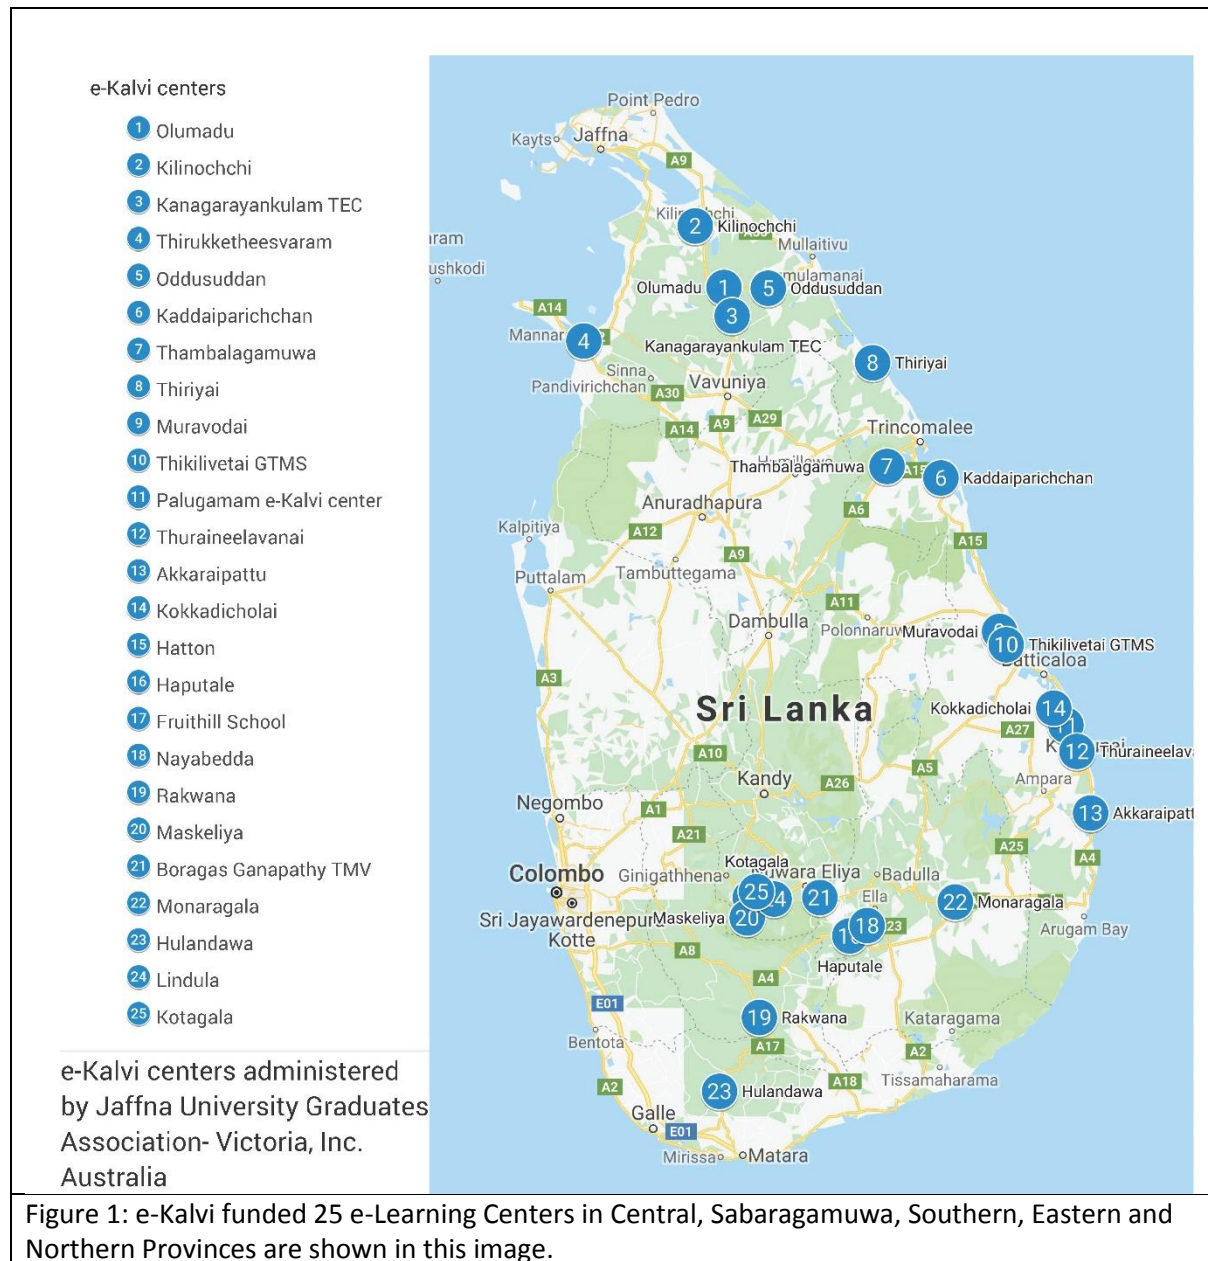 e-Kalvi centers
1 Olumadu
2 Kilinochchi
3 Kanagarayankulam TEC
4 Thirukketheesvaram
5 Oddusuddan
6 Kaddaiparichchan
7 Thambalagamuwa
8 Thiriyai
9 Muravodai
10 Thikilivetai GTMS
11 Palugamam e-Kalvi center
12 Thuraineelavanai
13 Akkaraipattu
14 Kokkadicholai
15 Hatton
16 Haputale
17 Fruithill School
18 Nayabedda
19 Rakwana
20 Maskeliya
21 Boragas Ganapathy TMV
22 Monaragala
23 Hulandawa
24 Lindula
25 Kotagala
e-Kalvi centers administered
by Jaffna University Graduates
Association- Victoria, Inc.
Australia
Point Pedro
Kayts
Jaffna
A9
2
Kilinochchi
Mullaitivu
aram
ushkodi
Olumadu
1
5
Oddusuddan
A14
3
Mannar
4
Kanagarayankulam TEC
8
Thiriyai
Sinna
Pandivirichchan
Vavuniya
A30
A29
A14
A9
Trincomalee
Thambalagamuwa
7
A15
6
Kaddaiparichchan
Anuradhapura
A6
Kalpitiya
A12
A15
A9
Tambuttegama
Puttalam
A11
Dambulla
Muravodai
10
Thikilivetai GTMS
A3
Sri Lanka
Kokkadicholai
14
A27
12
A10
A5
Kandy
A26
Ampara
Negombo
A1
13
A21
A25
A4
Kotagala
Colombo
Ginigathhena
Badulla
25
21
Ella
22
Monaragala
Sri Jayawardenepura
Kotte
Maskeliya
20
18
Arugam Bay
A8
Haputale
A4
E01
19
Rakwana
Kataragama
Bentota
A17
A2
Tissamaharama
A2
23
Hulandawa
A18
Galle
E01
Mirissa
Matara
Figure 1: e-Kalvi funded 25 e-Learning Centers in Central, Sabaragamuwa, Southern, Eastern and
Northern Provinces are shown in this image.